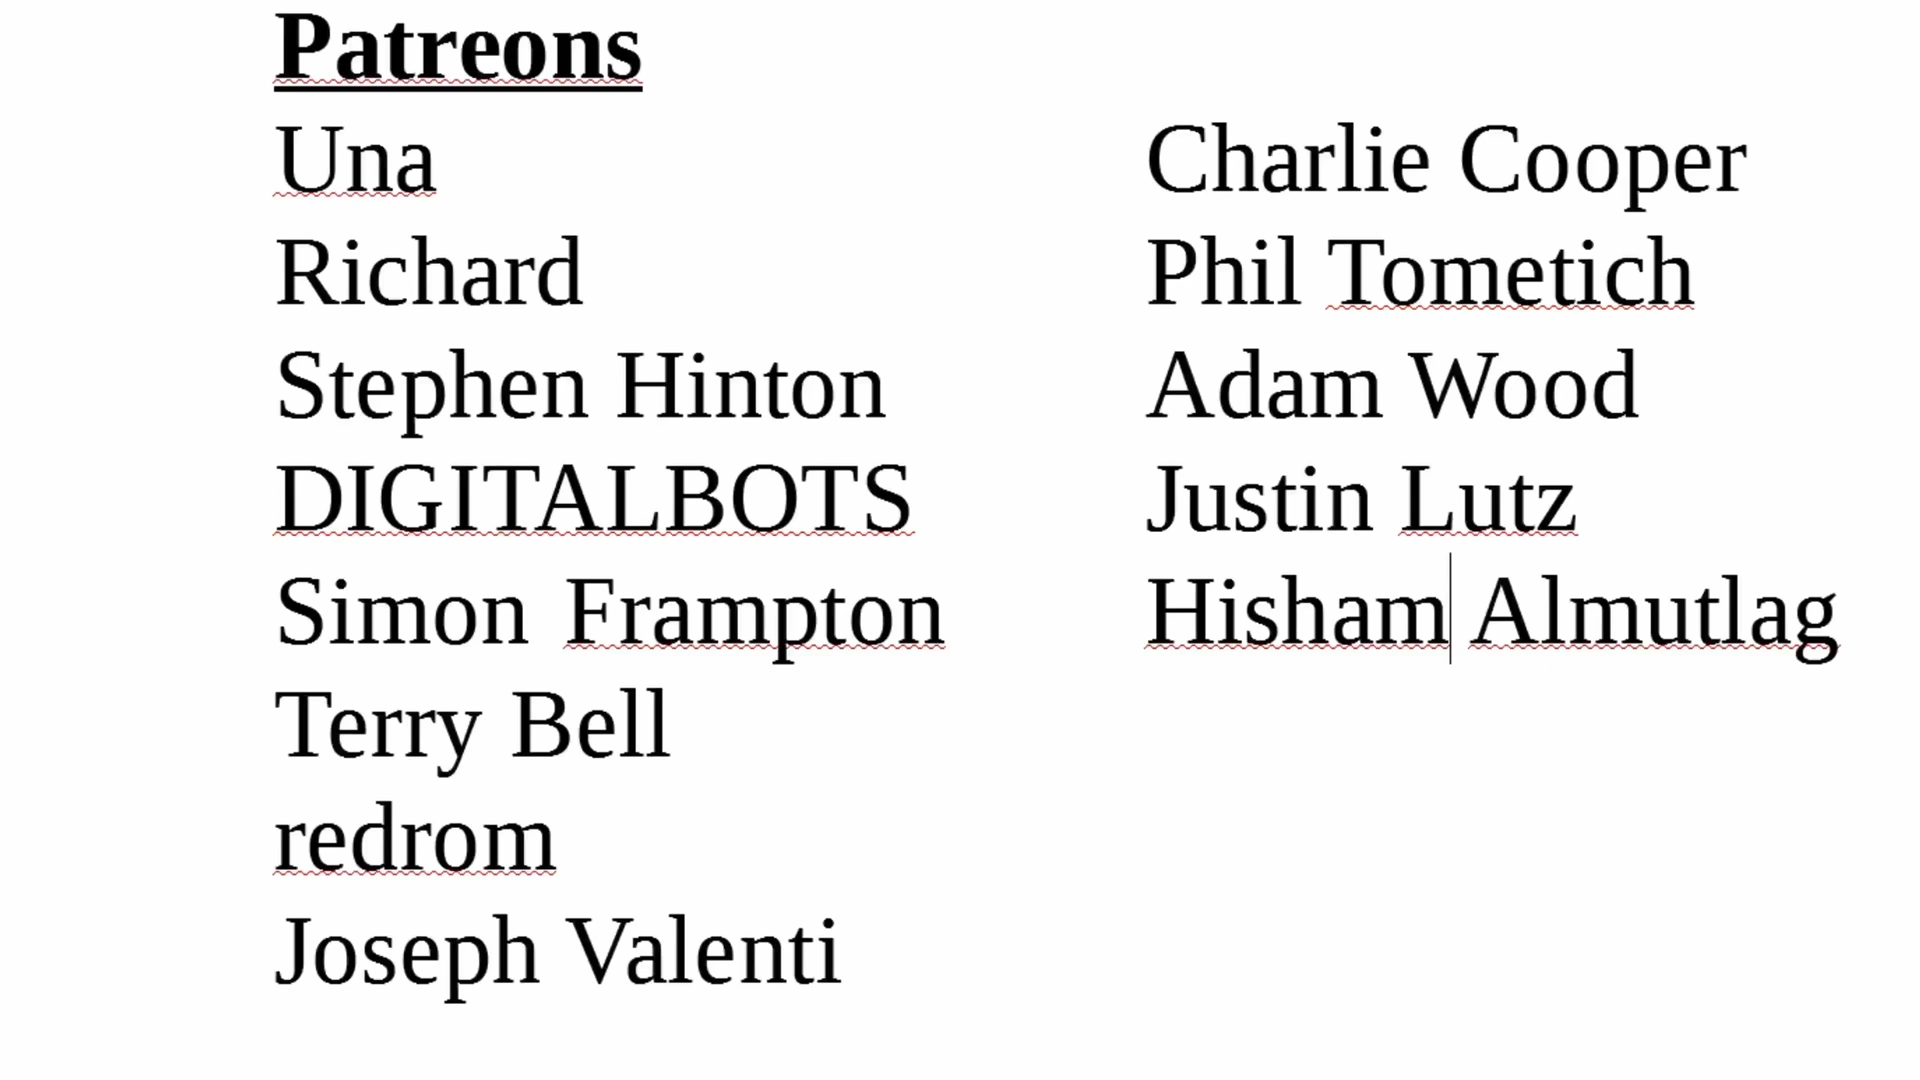 Patreons
Una
Richard
Stephen Hinton
DIGITALBOTS
Simon Frampton
Terry Bell
redrom
Joseph Valenti
Charlie Cooper
Phil Tometich
Adam Wood
Justin Lutz
Hisham Almutlag